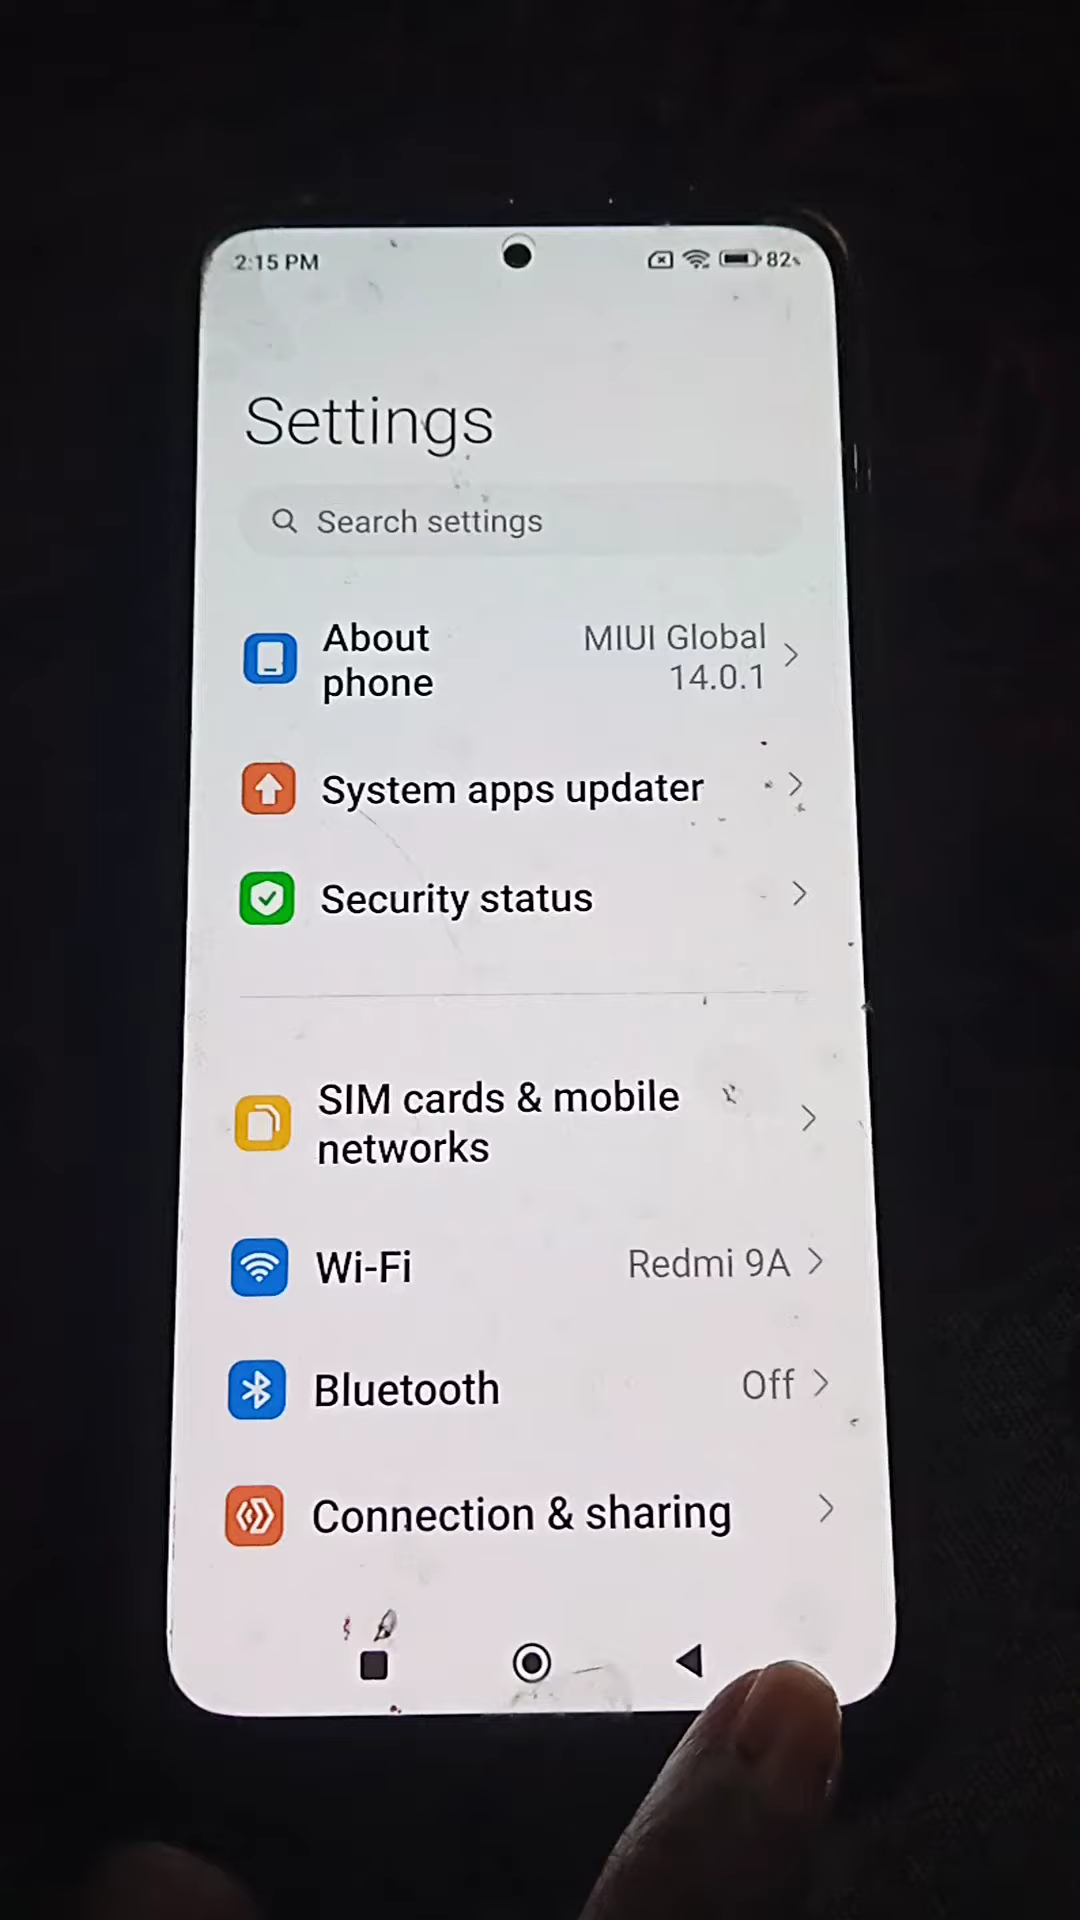 2:15 PM
82%
Settings
Search settings
About
phone
MIUI Global
14.0.1
System apps updater
Security status
SIM cards & mobile
networks
Wi-Fi
Redmi 9A
Bluetooth
Off
Connection & sharing